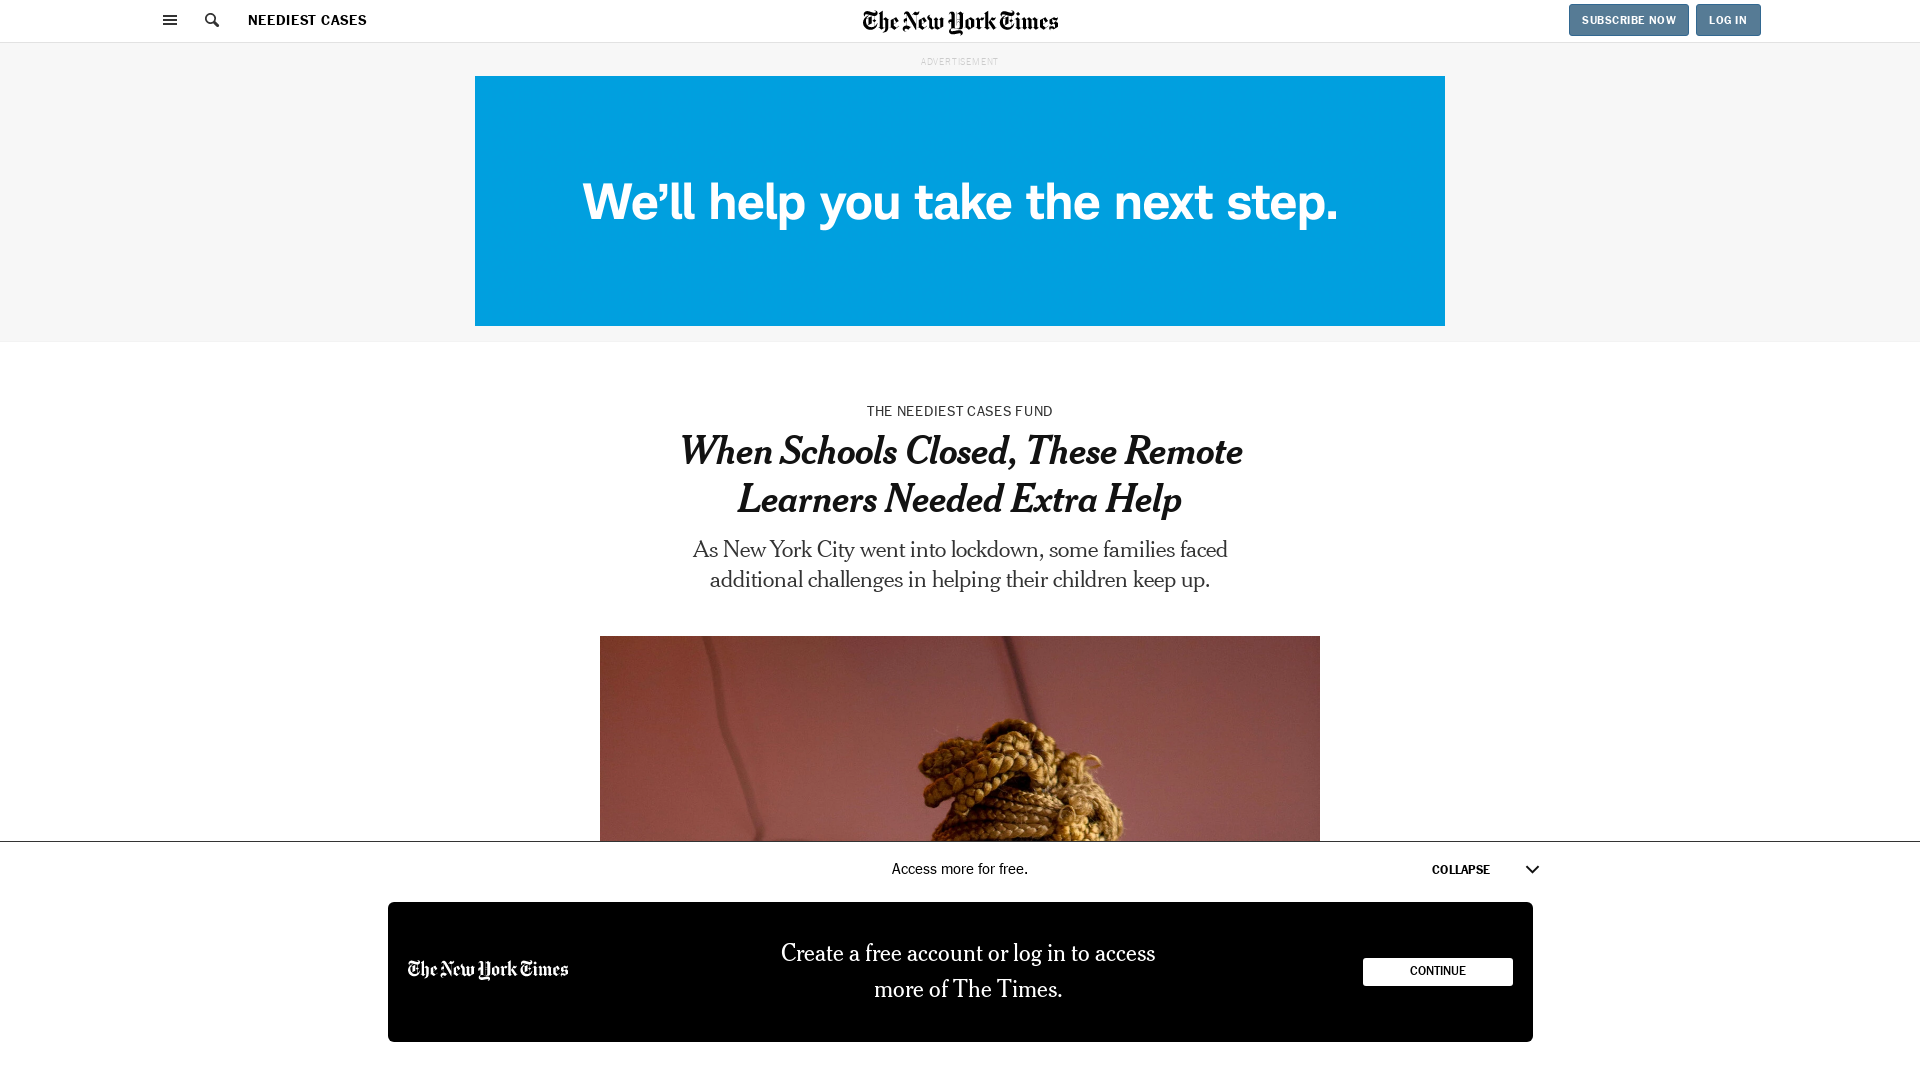 NEEDIEST CASES
The New York Times
SUBSCRIBE NOW
LOG IN
ADVERTISEMENT
We’ll help you take the next step.
THE NEEDIEST CASES FUND
When Schools Closed, These Remote
Learners Needed Extra Help
As New York City went into lockdown, some families faced
additional challenges in helping their children keep up.
Access more for free.
COLLAPSE
The New York Times
Create a free account or log in to access
more of The Times.
CONTINUE